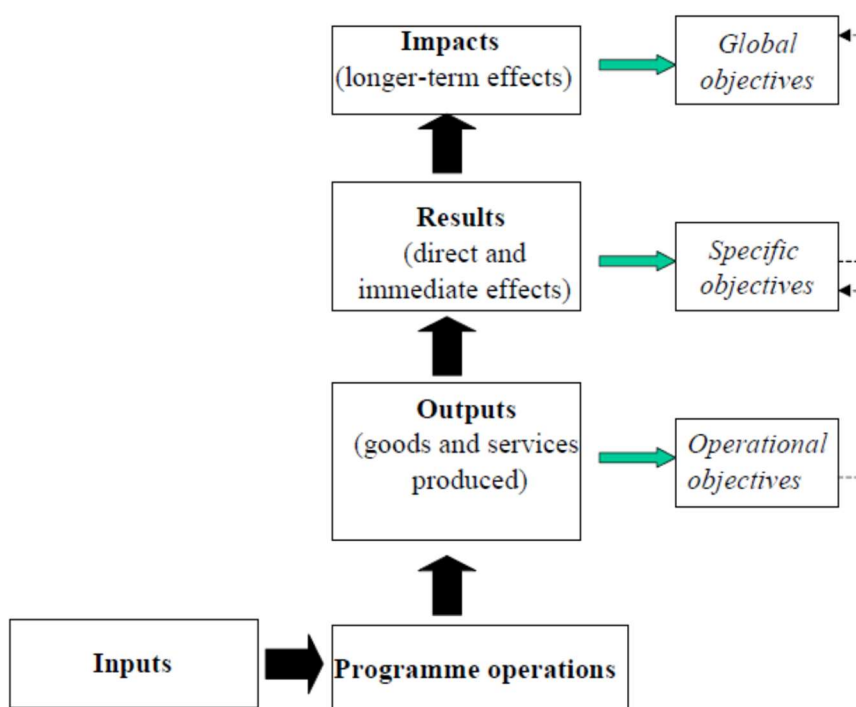 Impacts
(longer-term effects)
Global
objectives
Results
(direct and
immediate effects)
Specific
objectives
Outputs
(goods and services
produced)
Operational
objectives
Inputs
Programme operations